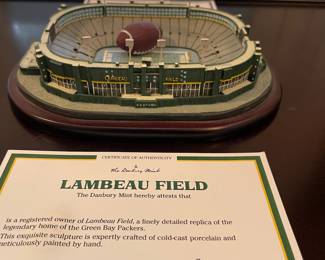 LAMBEAU FIELD
CERTIFICATE OF AUTHENTICITY
The Danbury Mint
LAMBEAU FIELD
The Danbury Mint hereby attests that
is a registered owner of Lambeau Field, a finely detailed replica of the
legendary home of the Green Bay Packers.
This exquisite sculpture is expertly crafted of cold-cast porcelain and
meticulously painted by hand.